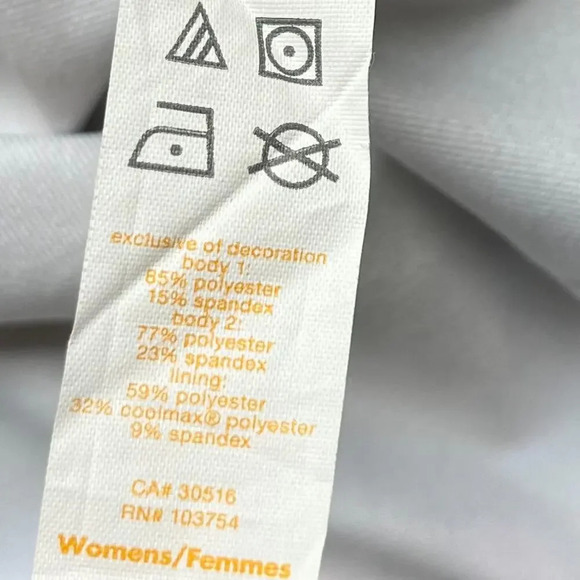 exclusive of decoration
body 1:
85% polyester
15% spandex
body 2:
77% polyester
23% spandex
lining:
59% polyester
32% coolmax® polyester
9% spandex
CA# 30516
RN# 103754
Womens/Femmes